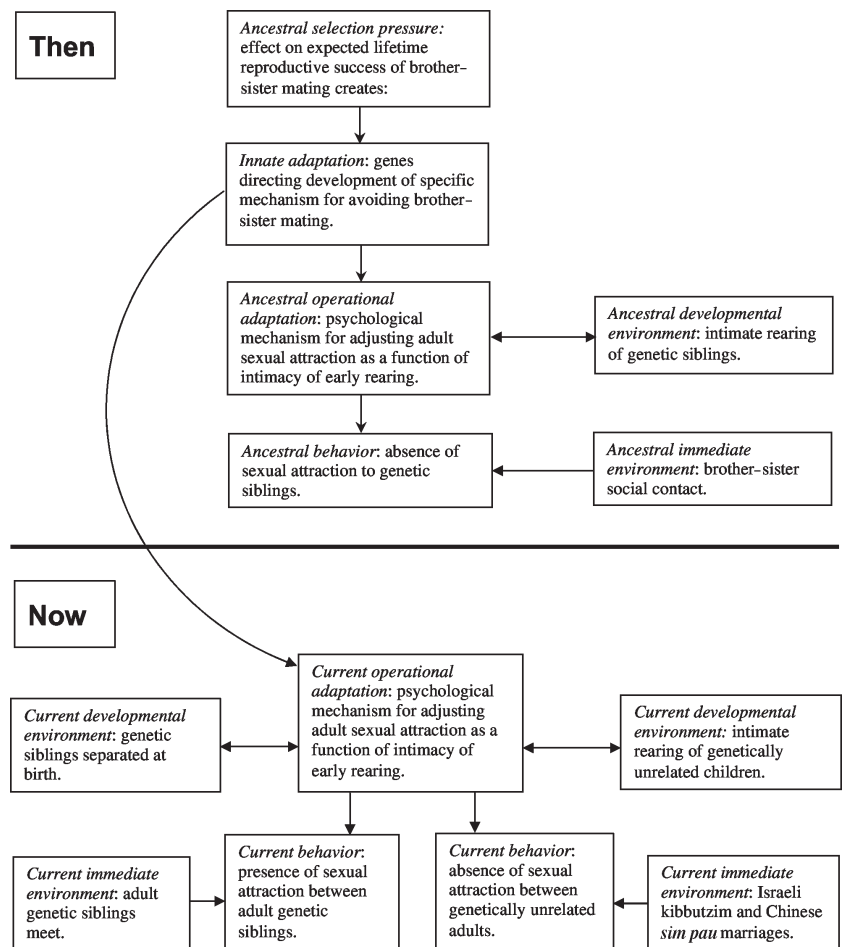 Then
Ancestral selection pressure:
effect on expected lifetime
reproductive success of brother–
sister mating creates:
Innate adaptation: genes
directing development of specific
mechanism for avoiding brother–
sister mating.
Ancestral operational
adaptation: psychological
mechanism for adjusting adult
sexual attraction as a function of
intimacy of early rearing.
Ancestral developmental
environment: intimate rearing
of genetic siblings.
Ancestral behavior: absence of
sexual attraction to genetic
siblings.
Ancestral immediate
environment: brother–sister
social contact.
Now
Current operational
adaptation: psychological
mechanism for adjusting
adult sexual attraction as a
function of intimacy of
early rearing.
Current developmental
environment: genetic
siblings separated at
birth.
Current developmental
environment: intimate
rearing of genetically
unrelated children.
Current immediate
environment: adult
genetic siblings
meet.
Current behavior:
presence of sexual
attraction between
adult genetic
siblings.
Current behavior:
absence of sexual
attraction between
genetically unrelated
adults.
Current immediate
environment: Israeli
kibbutzim and Chinese
sim pau marriages.